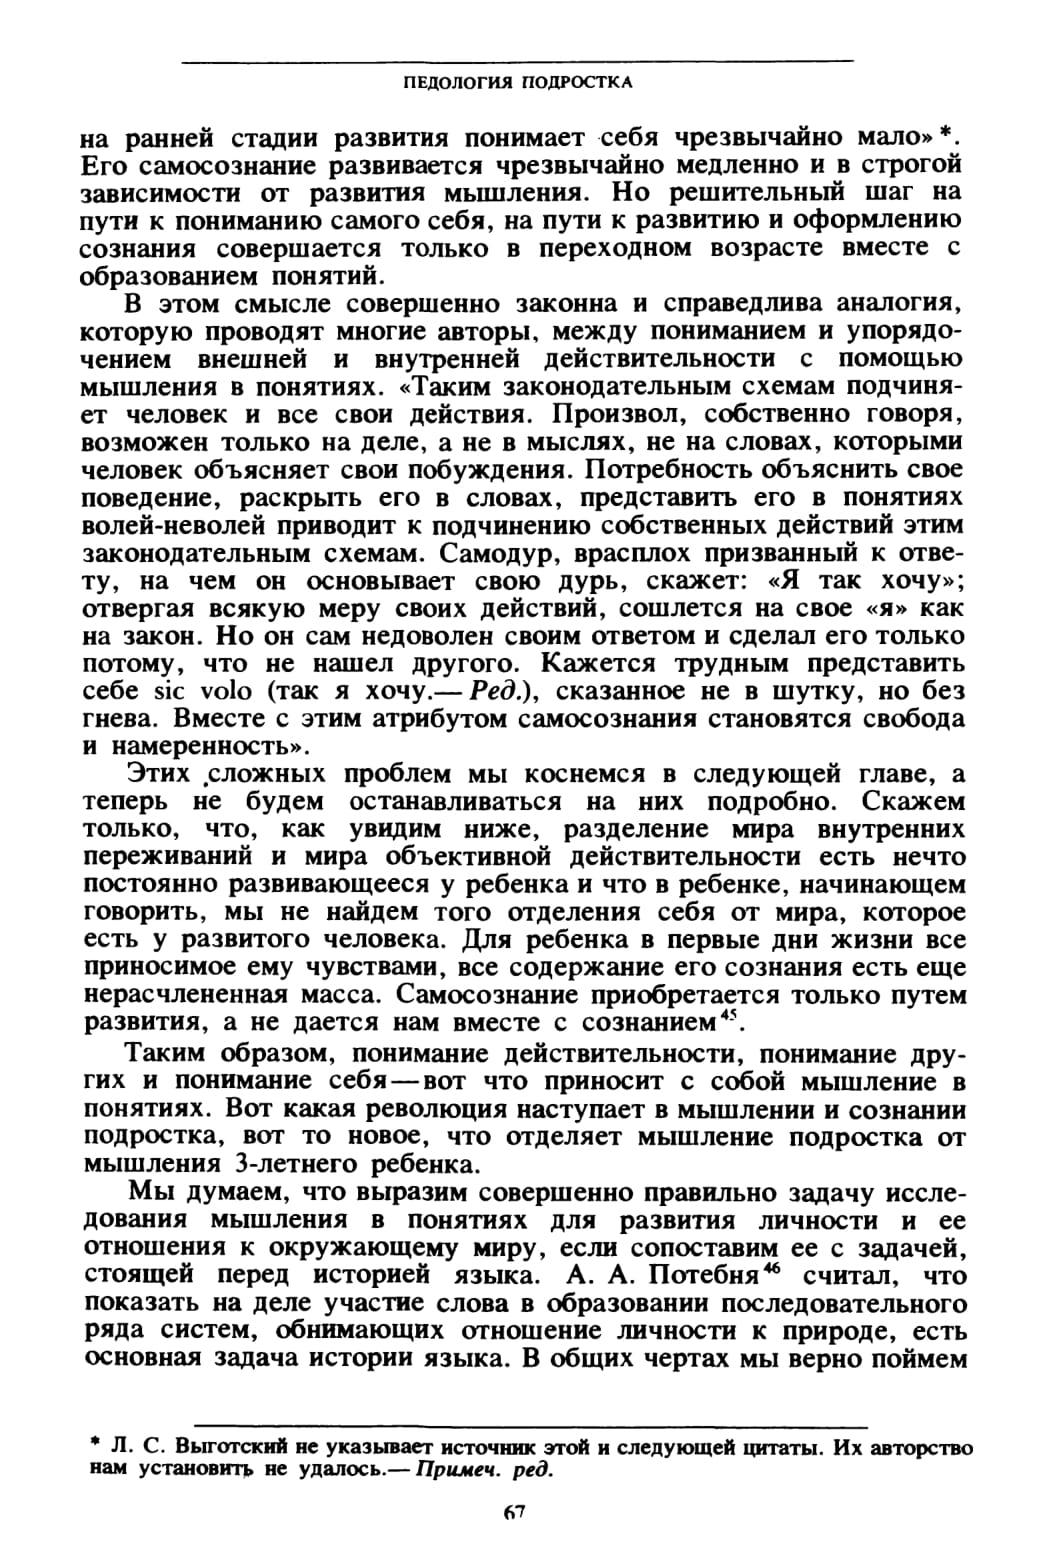 ПЕДОЛОГИЯ ПОДРОСТКА
на ранней стадии развития понимает себя чрезвычайно мало» *.
Его самосознание развивается чрезвычайно медленно и в строгой
зависимости от развития мышления. Но решительный шаг на
пути к пониманию самого себя, на пути к развитию и оформлению
сознания совершается только в переходном возрасте вместе с
образованием понятий.
В этом смысле совершенно законна и справедлива аналогия,
которую проводят многие авторы, между пониманием и упорядо-
чением внешней и внутренней действительности с помощью
мышления в понятиях. «Таким законодательным схемам подчиня-
ет человек и все свои действия. Произвол, собственно говоря,
возможен только на деле, а не в мыслях, не на словах, которыми
человек объясняет свои побуждения. Потребность объяснить свое
поведение, раскрыть его в словах, представить его в понятиях
волей-неволей приводит к подчинению собственных действий этим
законодательным схемам. Самодур, врасплох призванный к отве-
ту, на чем он основывает свою дурь, скажет: «Я так хочу»;
отвергая всякую меру своих действий, сошлется на свое «я» как
на закон. Но он сам недоволен своим ответом и сделал его только
потому, что не нашел другого. Кажется трудным представить
себе sic volo (так я хочу.— Ред.), сказанное не в шутку, но без
гнева. Вместе с этим атрибутом самосознания становятся свобода
и намеренность».
Этих сложных проблем мы коснемся в следующей главе, а
теперь не будем останавливаться на них подробно. Скажем
только, что, как увидим ниже, разделение мира внутренних
переживаний и мира объективной действительности есть нечто
постоянно развивающееся у ребенка и что в ребенке, начинающем
говорить, мы не найдем того отделения себя от мира, которое
есть у развитого человека. Для ребенка в первые дни жизни все
приносимое ему чувствами, все содержание его сознания есть еще
нерасчлененная масса. Самосознание приобретается только путем
развития, а не дается нам вместе с сознанием⁴⁵.
Таким образом, понимание действительности, понимание дру-
гих и понимание себя — вот что приносит с собой мышление в
понятиях. Вот какая революция наступает в мышлении и сознании
подростка, вот то новое, что отделяет мышление подростка от
мышления 3-летнего ребенка.
Мы думаем, что выразим совершенно правильно задачу иссле-
дования мышления в понятиях для развития личности и ее
отношения к окружающему миру, если сопоставим ее с задачей,
стоящей перед историей языка. А. А. Потебня⁴⁶ считал, что
показать на деле участие слова в образовании последовательного
ряда систем, обнимающих отношение личности к природе, есть
основная задача истории языка. В общих чертах мы верно поймем
* Л. С. Выготский не указывает источник этой и следующей цитаты. Их авторство
нам установить не удалось.— Примеч. ред.
67